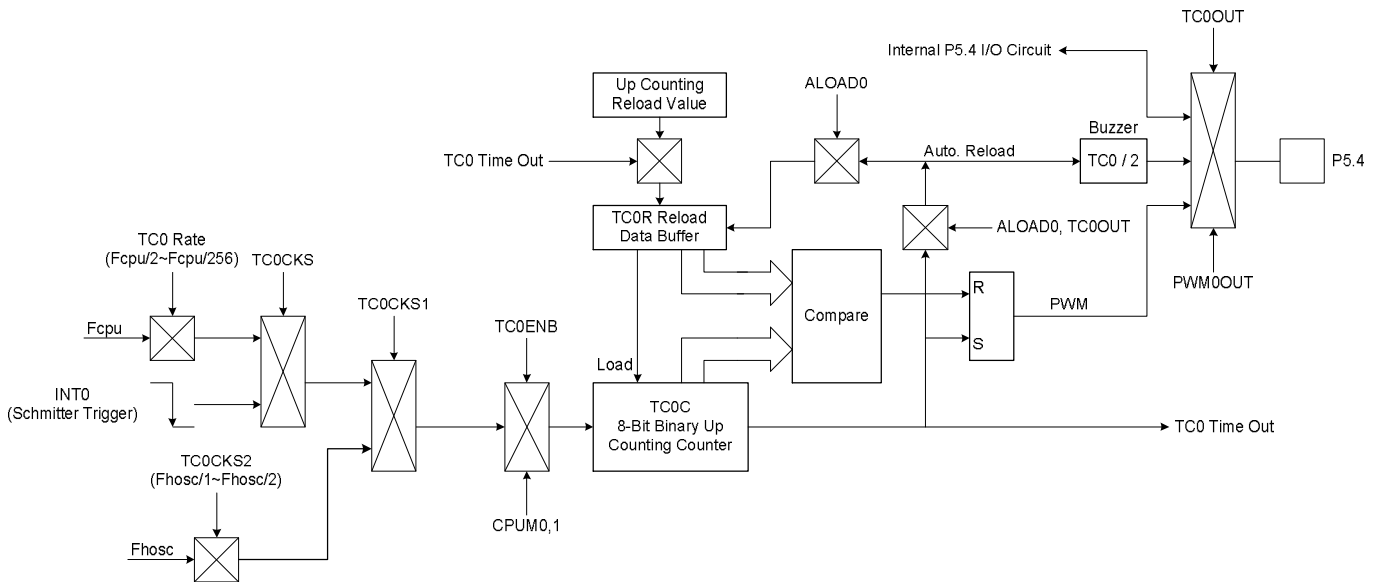 TC0OUT
Internal P5.4 I/O Circuit
Up Counting
Reload Value
ALOAD0
Buzzer
TC0 Time Out
Auto. Reload
TC0 / 2
P5.4
TC0R Reload
Data Buffer
ALOAD0, TC0OUT
TC0 Rate
(Fcpu/2~Fcpu/256)
TC0CKS
PWM0OUT
R
TC0CKS1
PWM
Compare
Fcpu
TC0ENB
S
Load
INT0
(Schmitter Trigger)
TC0C
8-Bit Binary Up
Counting Counter
TC0 Time Out
TC0CKS2
(Fhosc/1~Fhosc/2)
CPUM0,1
Fhosc